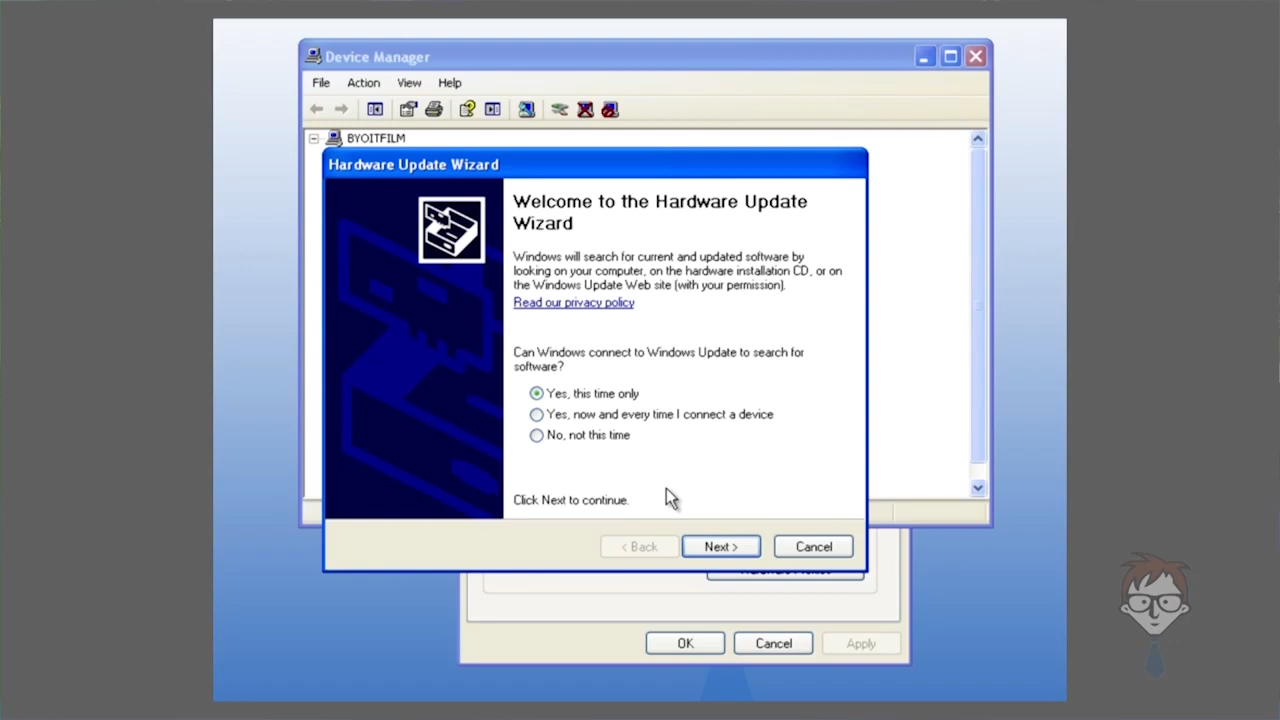 Device Manager
File Action View Help
BYOITFILM
Hardware Update Wizard
Welcome to the Hardware Update
Wizard
Windows will search for current and updated software by
looking on your computer, on the hardware installation CD, or on
the Windows Update Web site (with your permission).
Read our privacy policy
Can Windows connect to Windows Update to search for
software?
Yes, this time only
Yes, now and every time I connect a device
No, not this time
Click Next to continue.
< Back Next > Cancel
OK Cancel Apply